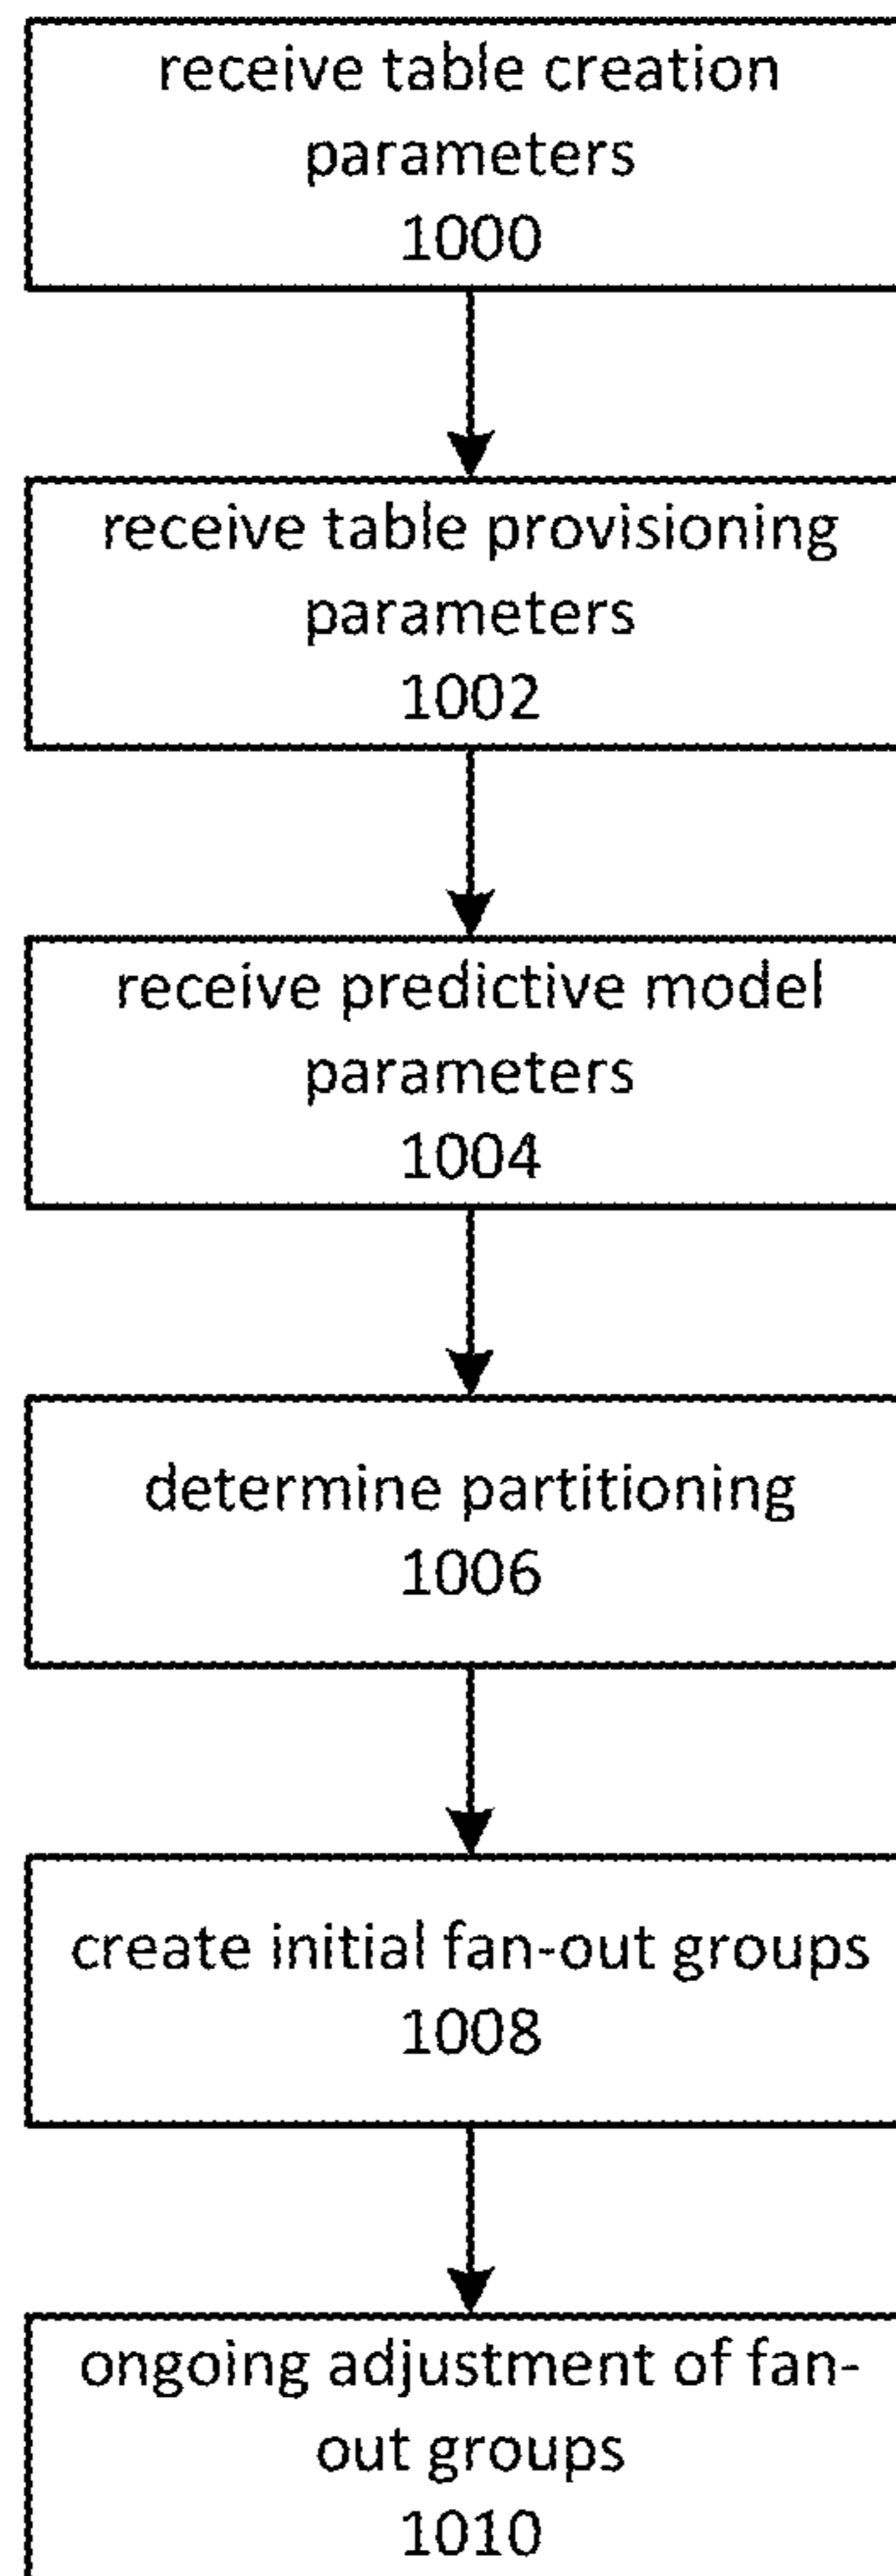 receive table creation
parameters
1000
receive table provisioning
parameters
1002
receive predictive model
parameters
1004
determine partitioning
1006
create initial fan-out groups
1008
ongoing adjustment of fan-
out groups
1010